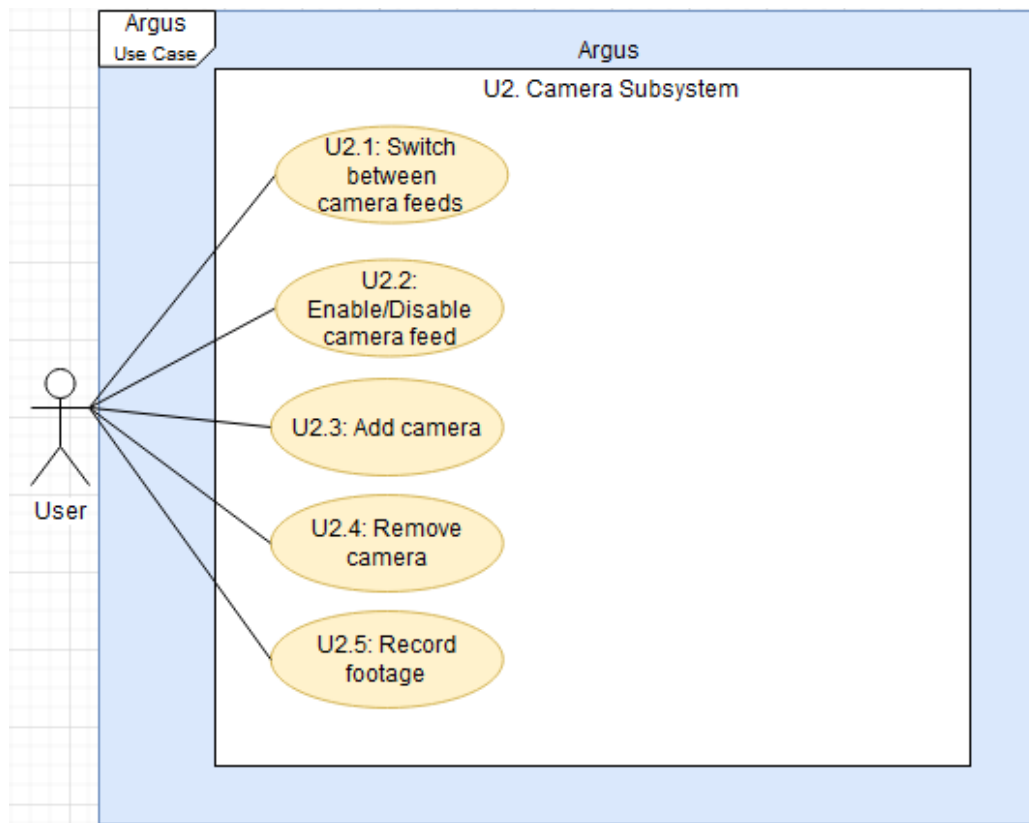 Argus
Use Case
Argus
U2. Camera Subsystem
U2.1: Switch
between
camera feeds
U2.2:
Enable/Disable
camera feed
U2.3: Add camera
User
U2.4: Remove
camera
U2.5: Record
footage